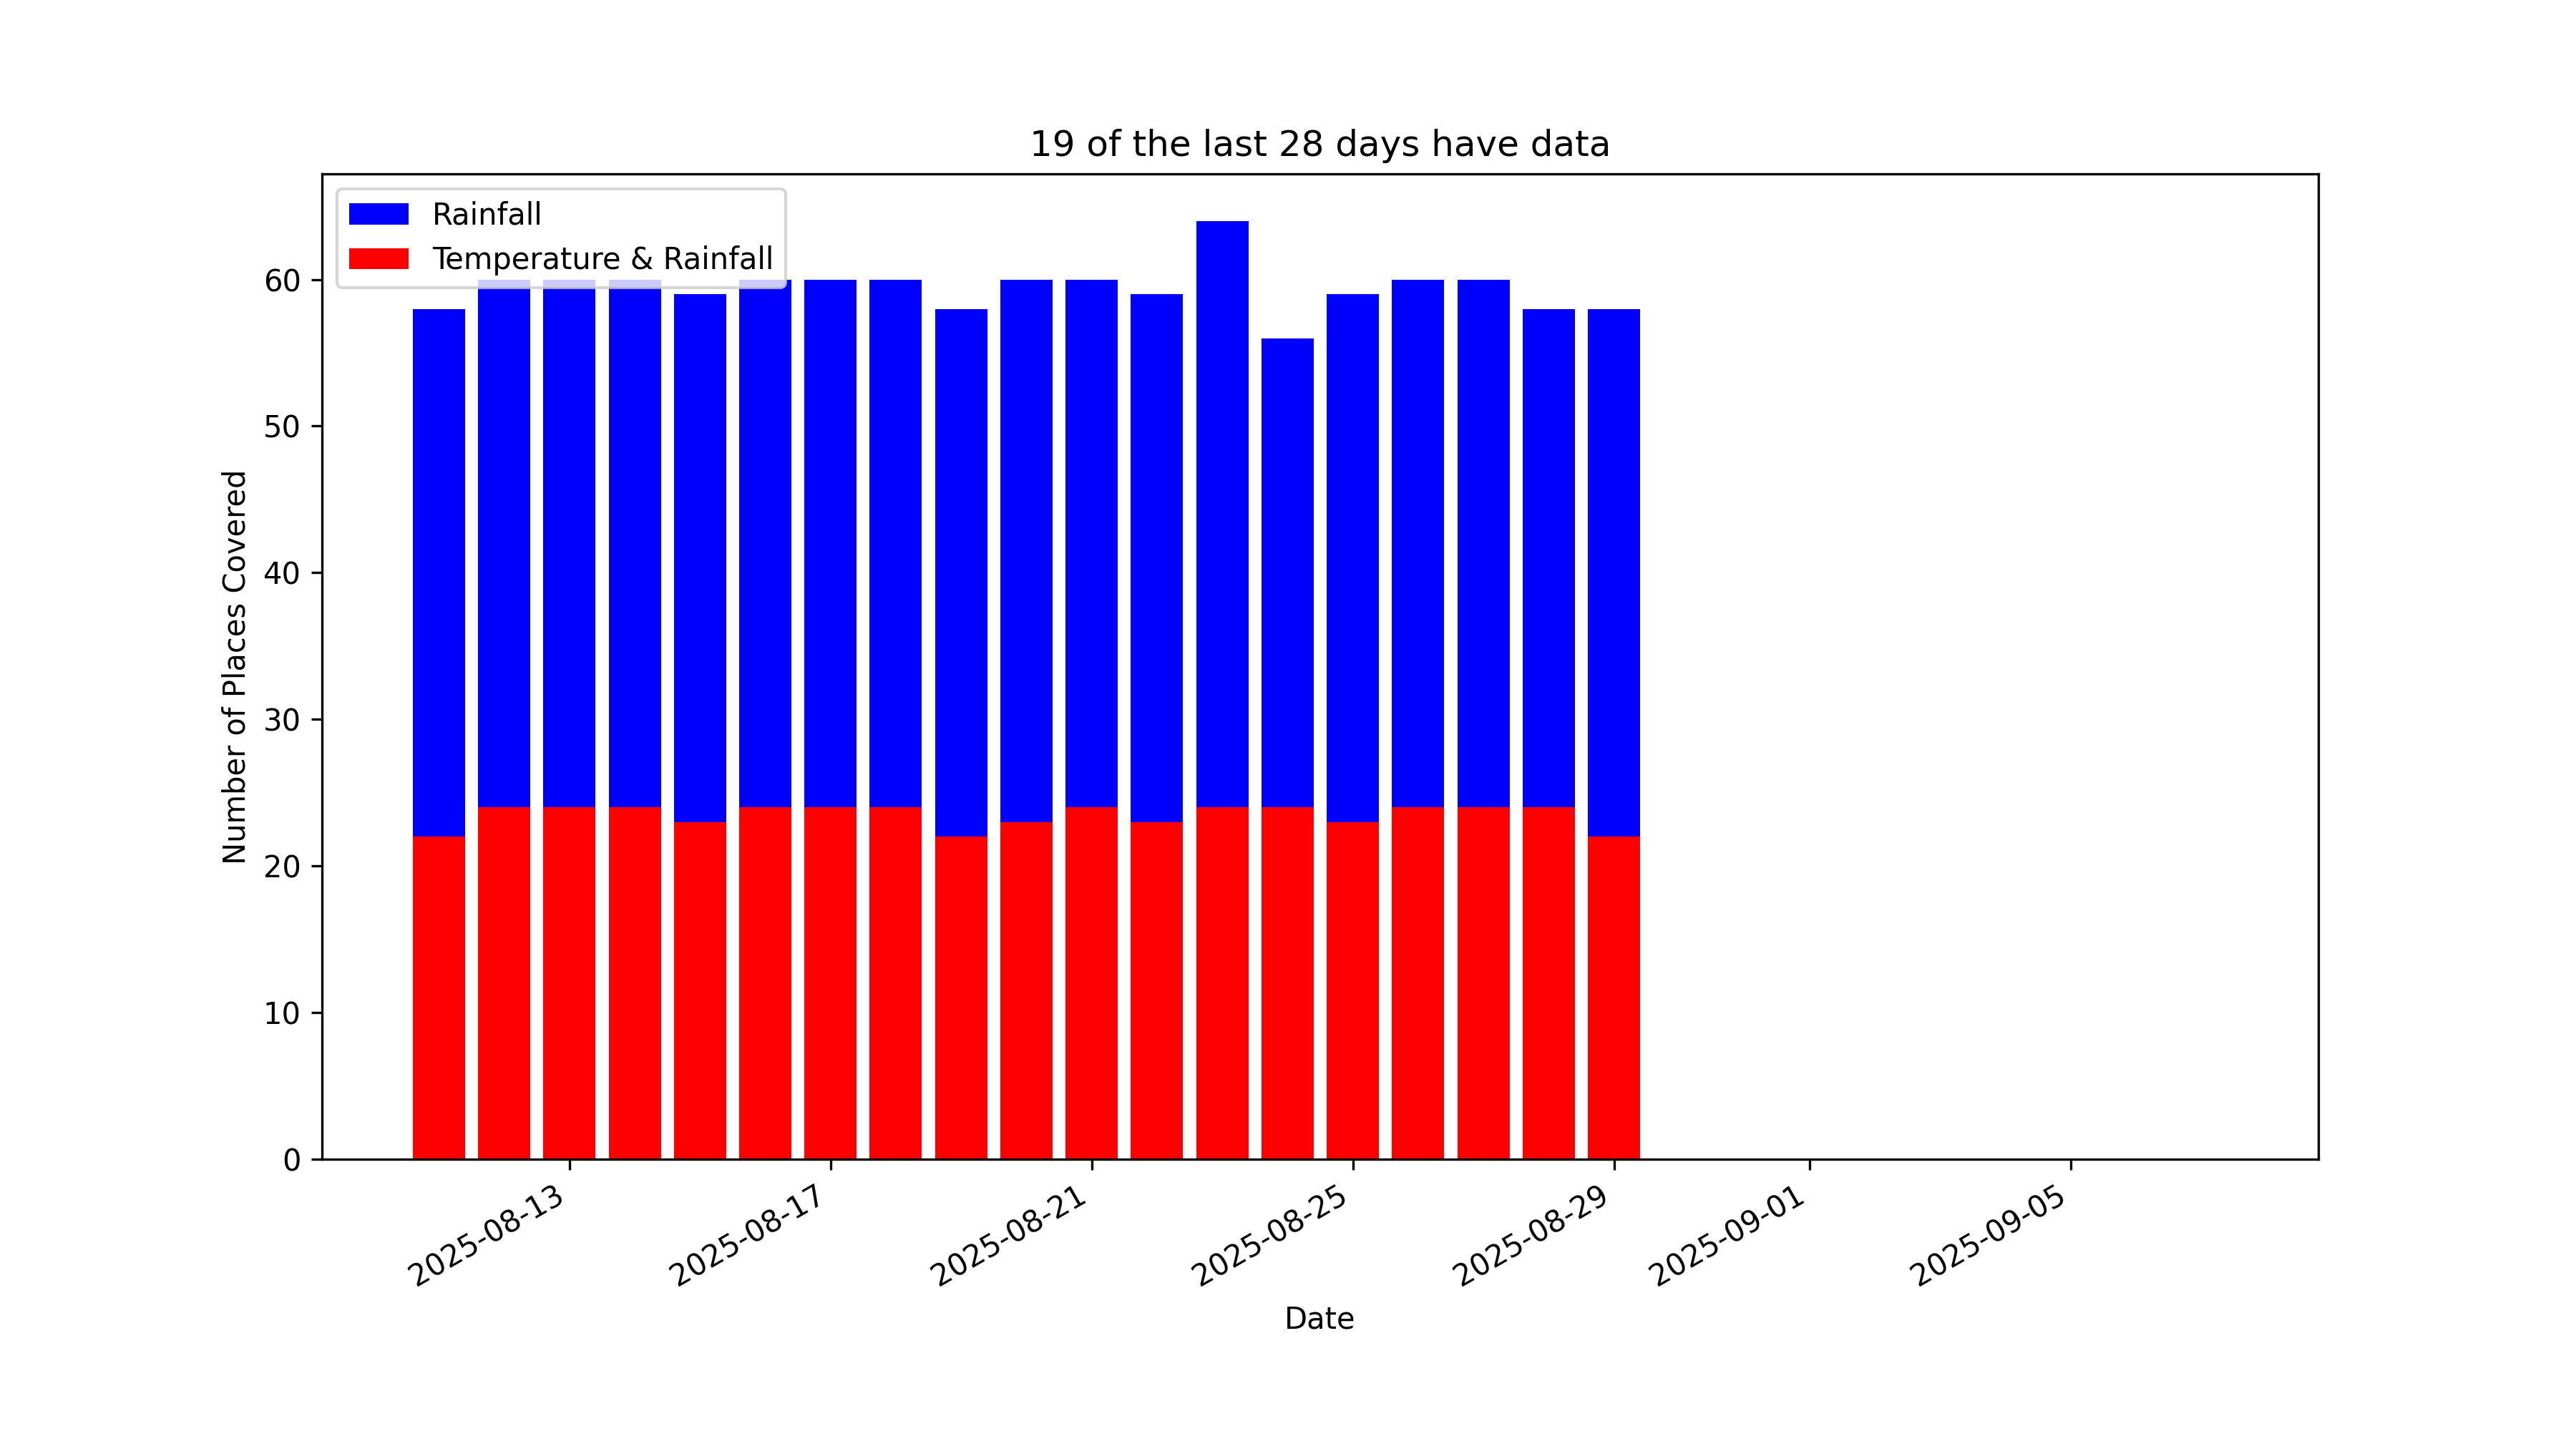 19 of the last 28 days have data
Rainfall
Temperature & Rainfall
Number of Places Covered
60
50
40
30
20
10
0
2025-08-13
2025-08-17
2025-08-21
2025-08-25
2025-08-29
2025-09-01
2025-09-05
Date